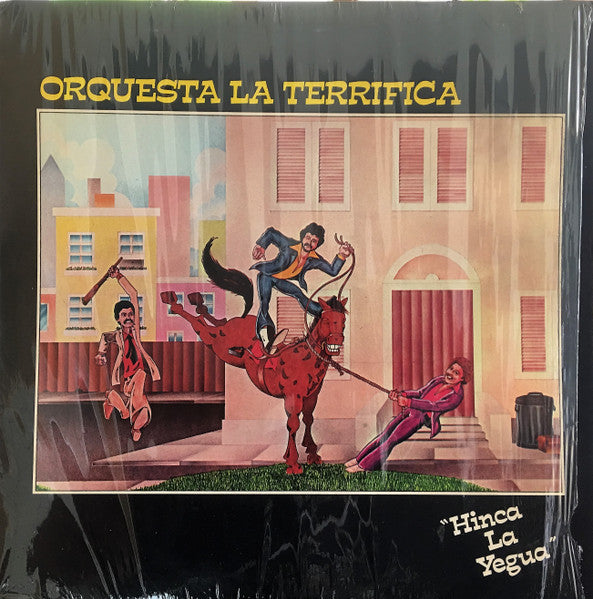 ORQUESTA LA TERRIFICA
"Hinca
La
Yegua"